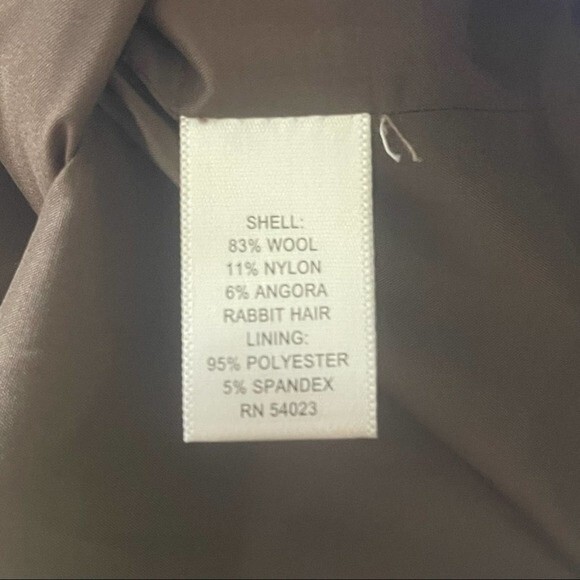 SHELL:
83% WOOL
11% NYLON
6% ANGORA
RABBIT HAIR
LINING:
95% POLYESTER
5% SPANDEX
RN 54023